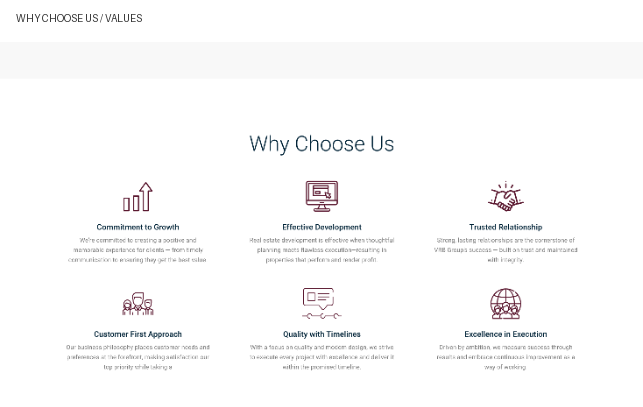 WHY CHOOSE US / VALUES
Why Choose Us
Commitment to Growth
We're committed to creating a positive and
memorable experience for clients — from timely
communication to ensuring they get the best value
Effective Development
Real estate development is effective when thoughtful
planning meets flawless execution—resulting in
properties that perform and render profit
Trusted Relationship
Strong, lasting relationships are the cornerstone of
VRB Group's success — built on trust and maintained
with integrity.
Customer First Approach
Our business philosophy places customer needs and
preferences at the forefront, making satisfaction our
top priority while taking a
Quality with Timelines
With a focus on quality and modern design, we strive
to execute every project with excellence and deliver it
within the promised timeline.
Excellence in Execution
Driven by ambition, we measure success through
results and embrace continuous improvement as a
way of working